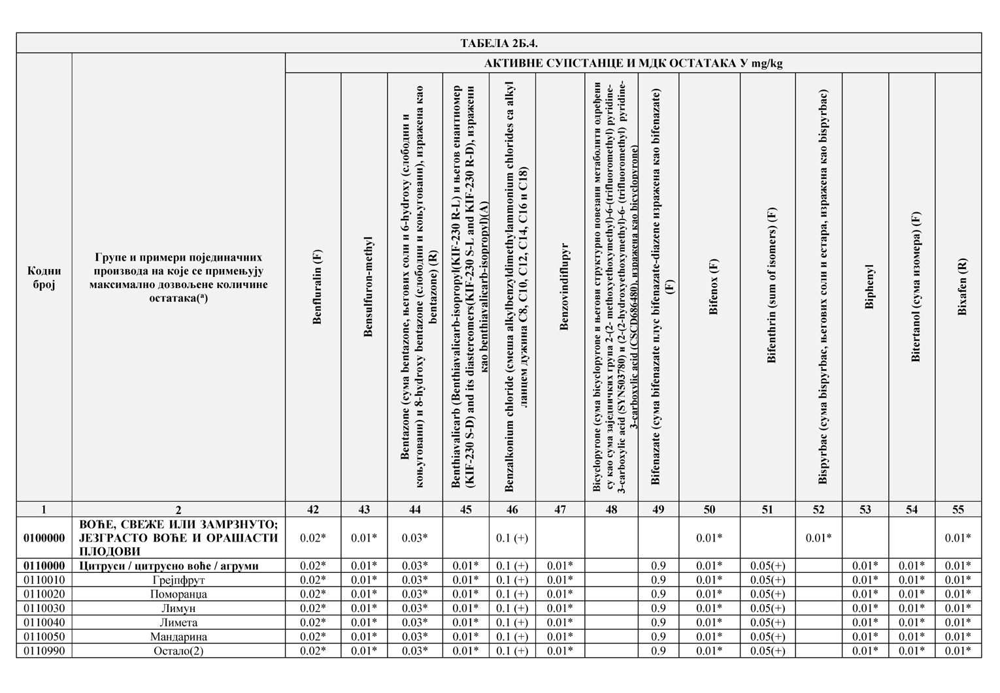 ТАБЕЛА 2Б.4.
Кодни
број
Групе и примери појединачних
производа на које се примењују
максимално дозвољене количине
остатака(ᵃ)
АКТИВНЕ СУПСТАНЦЕ И МДК ОСТАТАКА У mg/kg
Benfluralin (F)
Bensulfuron-methyl
Bentazone (сума bentazone, његових соли и 6-hydroxy (слободни и
коњуговани) и 8-hydroxy bentazone (слободни и коњуговани), изражена као
bentazone) (R)
Benthiavalicarb (Benthiavalicarb-isopropyl(KIF-230 R-L) и његов енантиомер
(KIF-230 S-D) and its diastereomers(KIF-230 S-L and KIF-230 R-D), изражени
као benthiavalicarb-isopropyl)(A)
Benzalkonium chloride (смеша alkylbenzyldimethylammonium chlorides са alkyl
ланцем дужина C8, C10, C12, C14, C16 и C18)
Benzovindiflupyr
Bicyclopyrone (сума bicyclopyrone и његови структурно повезани метаболити одређени
су као сума заједничких група 2-(2- methoxyethoxymethyl)-6-(trifluoromethyl) pyridine-
3-carboxylic acid (SYN503780) и (2-(2-hydroxyethoxymethyl)-6- (trifluoromethyl) pyridine-
3-carboxylic acid (CSCD686480), изражена као bicyclopyrone)
Bifenazate (сума bifenazate плус bifenazate-diazene изражена као bifenazate)
(F)
Bifenox (F)
Bifenthrin (sum of isomers) (F)
Bispyrbac (сума bispyrbac, његових соли и естара, изражена као bispyrbac)
Biphenyl
Bitertanol (сума изомера) (F)
Bixafen (R)
1 2 42 43 44 45 46 47 48 49 50 51 52 53 54 55
ВОЋЕ, СВЕЖЕ ИЛИ ЗАМРЗНУТО;
0100000 ЈЕЗГРАСТО ВОЋЕ И ОРАШАСТИ 0.02* 0.01* 0.03* 0.1 (+) 0.01* 0.01* 0.01*
ПЛОДОВИ
0110000 Цитруси / цитрусно воће / агруми 0.02* 0.01* 0.03* 0.01* 0.1 (+) 0.01* 0.9 0.01* 0.05(+) 0.01* 0.01* 0.01*
0110010 Грејпфрут 0.02* 0.01* 0.03* 0.01* 0.1 (+) 0.01* 0.9 0.01* 0.05(+) 0.01* 0.01* 0.01*
0110020 Поморанџа 0.02* 0.01* 0.03* 0.01* 0.1 (+) 0.01* 0.9 0.01* 0.05(+) 0.01* 0.01* 0.01*
0110030 Лимун 0.02* 0.01* 0.03* 0.01* 0.1 (+) 0.01* 0.9 0.01* 0.05(+) 0.01* 0.01* 0.01*
0110040 Лимета 0.02* 0.01* 0.03* 0.01* 0.1 (+) 0.01* 0.9 0.01* 0.05(+) 0.01* 0.01* 0.01*
0110050 Мандарина 0.02* 0.01* 0.03* 0.01* 0.1 (+) 0.01* 0.9 0.01* 0.05(+) 0.01* 0.01* 0.01*
0110990 Остало(2) 0.02* 0.01* 0.03* 0.01* 0.1 (+) 0.01* 0.9 0.01* 0.05(+) 0.01* 0.01* 0.01*